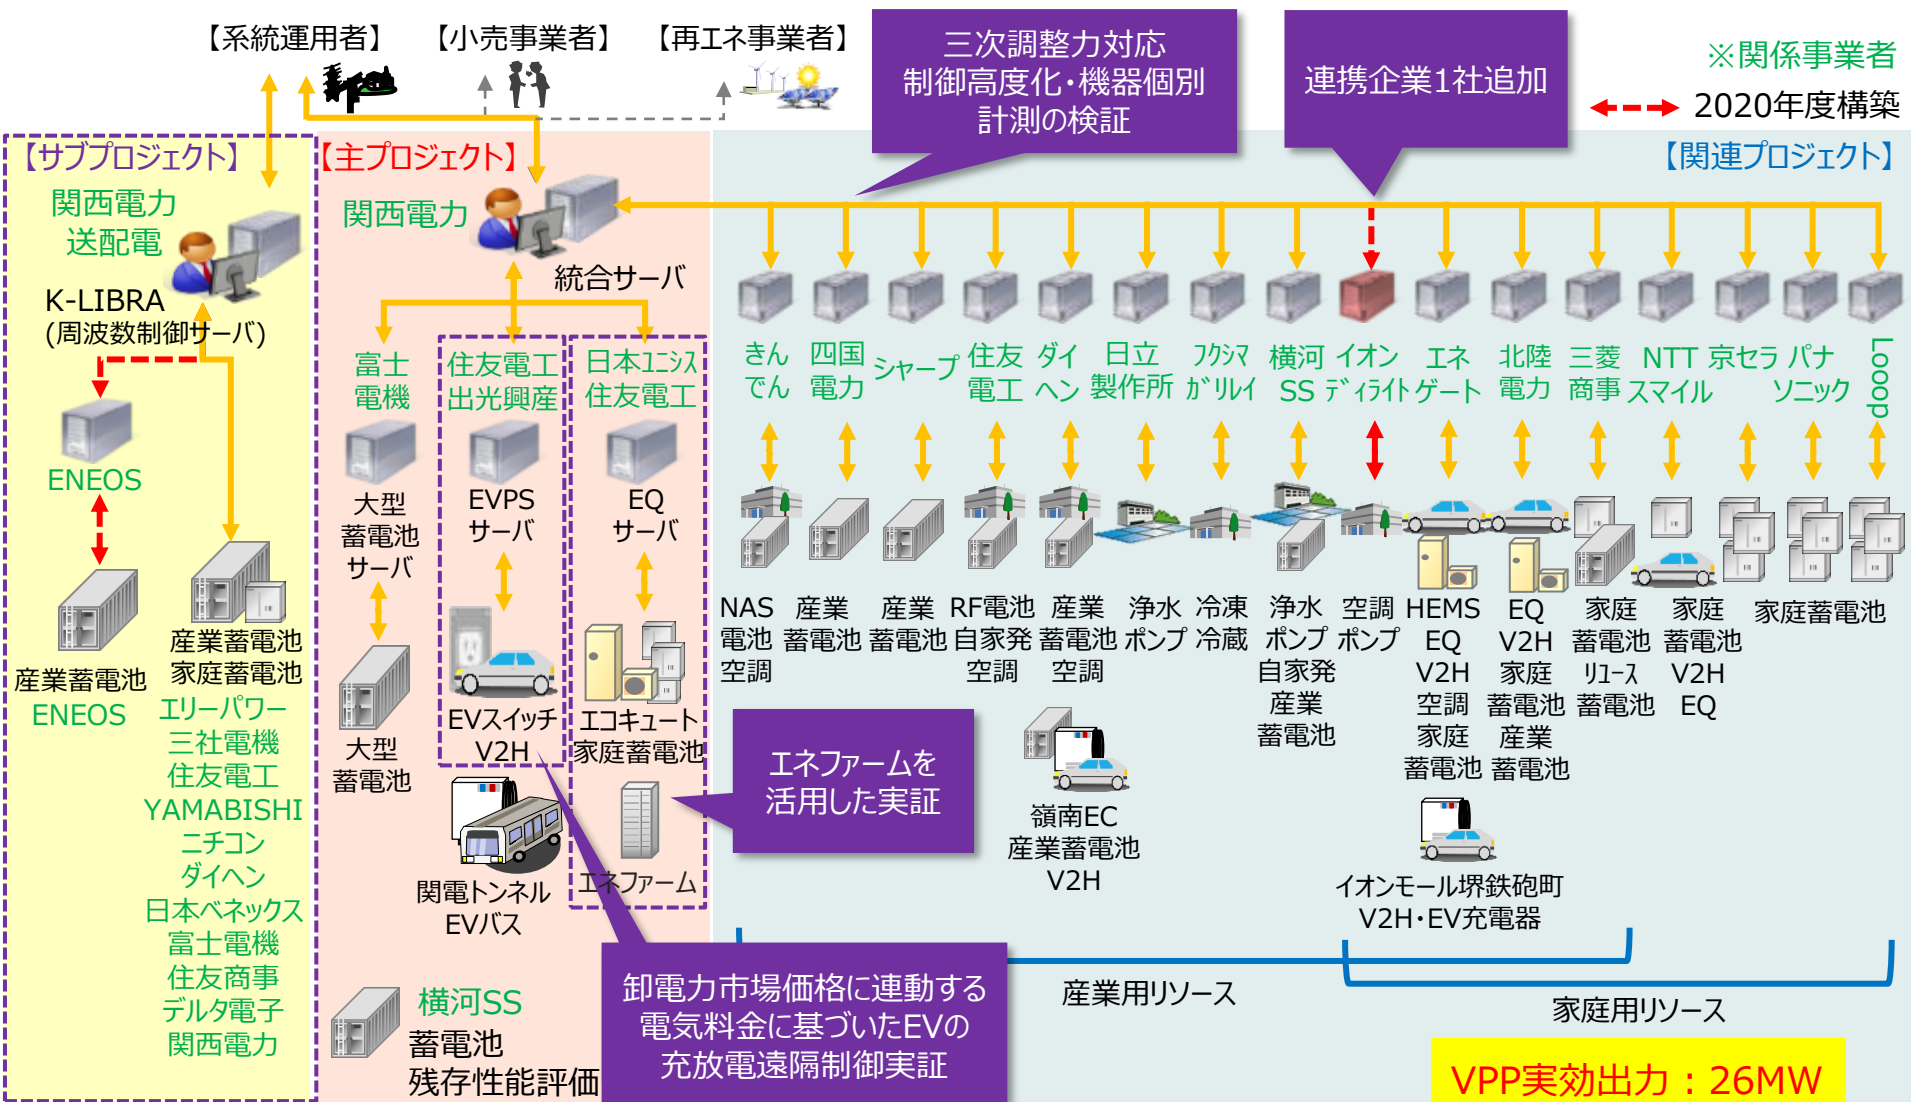 【系統運用者】
【小売事業者】
【再エネ事業者】
三次調整力対応
制御高度化・機器個別
計測の検証
連携企業1社追加
※関係事業者
2020年度構築
【サブプロジェクト】
関西電力
送配電
K-LIBRA
(周波数制御サーバ)
ENEOS
産業蓄電池
ENEOS
産業蓄電池
家庭蓄電池
エリーパワー
三社電機
住友電工
YAMABISHI
ニチコン
ダイヘン
日本ベネックス
富士電機
住友商事
デルタ電子
関西電力
【主プロジェクト】
関西電力
統合サーバ
富士
電機
大型
蓄電池
サーバ
大型
蓄電池
住友電工
出光興産
EVPS
サーバ
EVスイッチ
V2H
関電トンネル
EVバス
日本ﾕﾆｼｽ
住友電工
EQ
サーバ
エコキュート
家庭蓄電池
エネファーム
エネファームを
活用した実証
横河SS
蓄電池
残存性能評価
卸電力市場価格に連動する
電気料金に基づいたEVの
充放電遠隔制御実証
【関連プロジェクト】
きん
でん
NAS
電池
空調
四国
電力
産業
蓄電池
シャープ
産業
蓄電池
住友
電工
RF電池
自家発
空調
ダイ
ヘン
産業
蓄電池
空調
日立
製作所
浄水
ポンプ
ﾌｸｼﾏ
ｶﾞﾘﾚｲ
冷凍
冷蔵
横河
SS
浄水
ポンプ
自家発
産業
蓄電池
イオン
ﾃﾞｨﾗｲﾄ
空調
ポンプ
エネ
ゲート
HEMS
EQ
V2H
空調
家庭
蓄電池
北陸
電力
EQ
V2H
家庭
蓄電池
産業
蓄電池
三菱
商事
家庭
蓄電池
ﾘﾕｰｽ
蓄電池
NTT
スマイル
家庭
蓄電池
V2H
EQ
京セラ
パナ
ソニック
Looop
家庭蓄電池
嶺南EC
産業蓄電池
V2H
イオンモール堺鉄砲町
V2H・EV充電器
産業用リソース
家庭用リソース
VPP実効出力：26MW